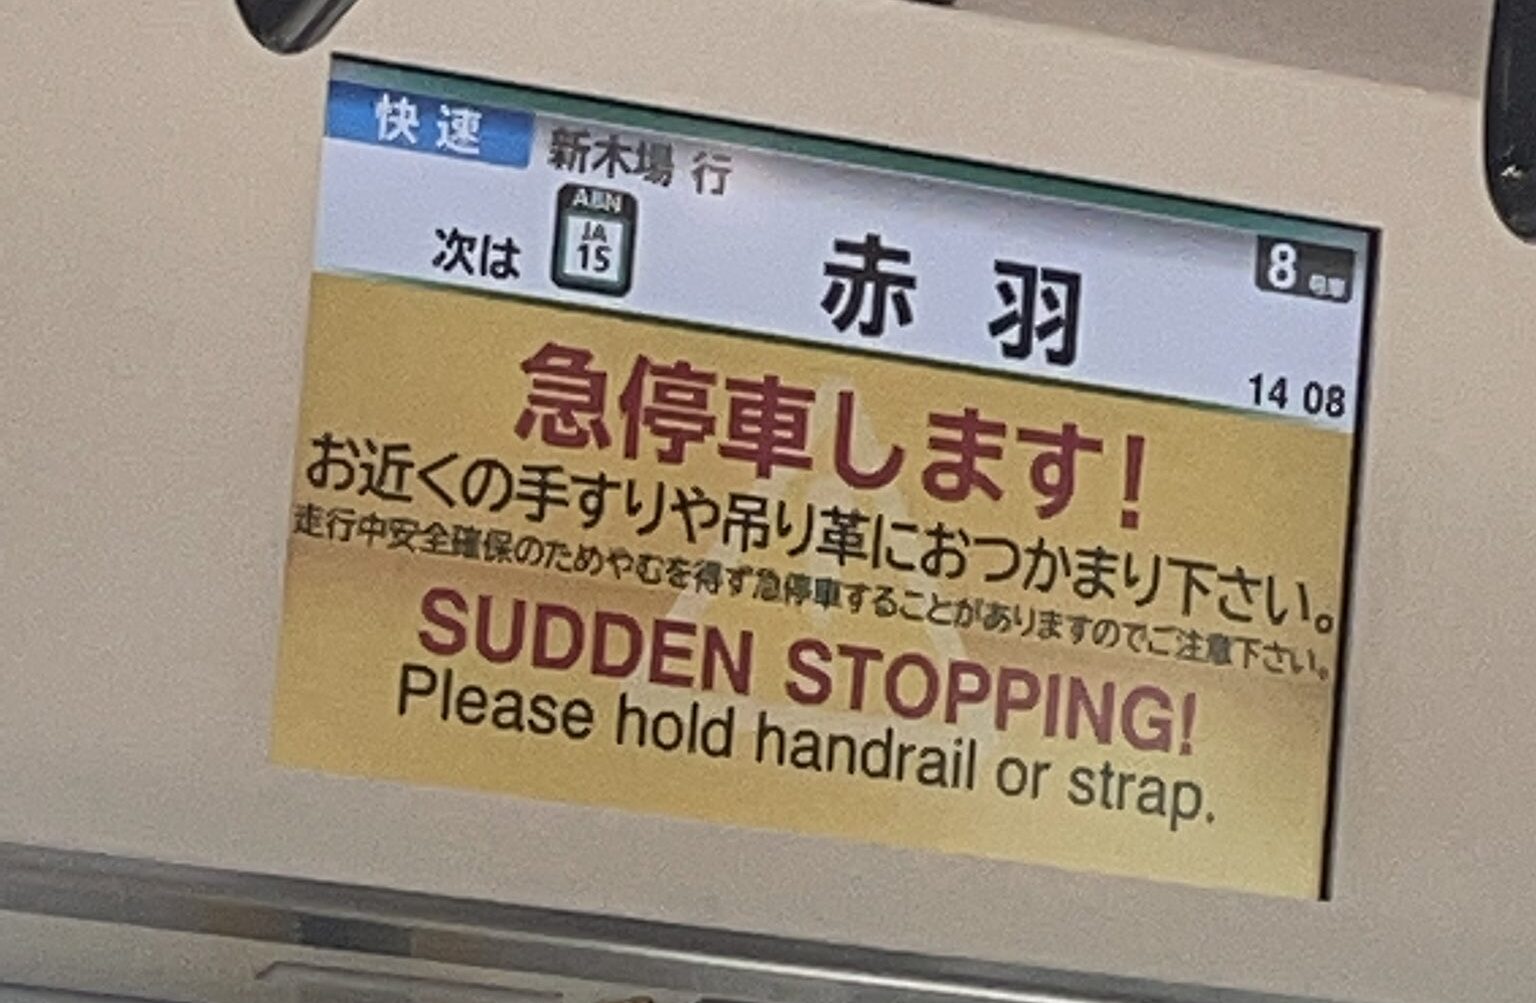 快速 新木場 行
次は ABN JA 15 赤羽 8号車
14 08
急停車します!
お近くの手すりや吊り革におつかまり下さい。
走行中安全確保のためやむを得ず急停車することがありますのでご注意下さい。
SUDDEN STOPPING!
Please hold handrail or strap.